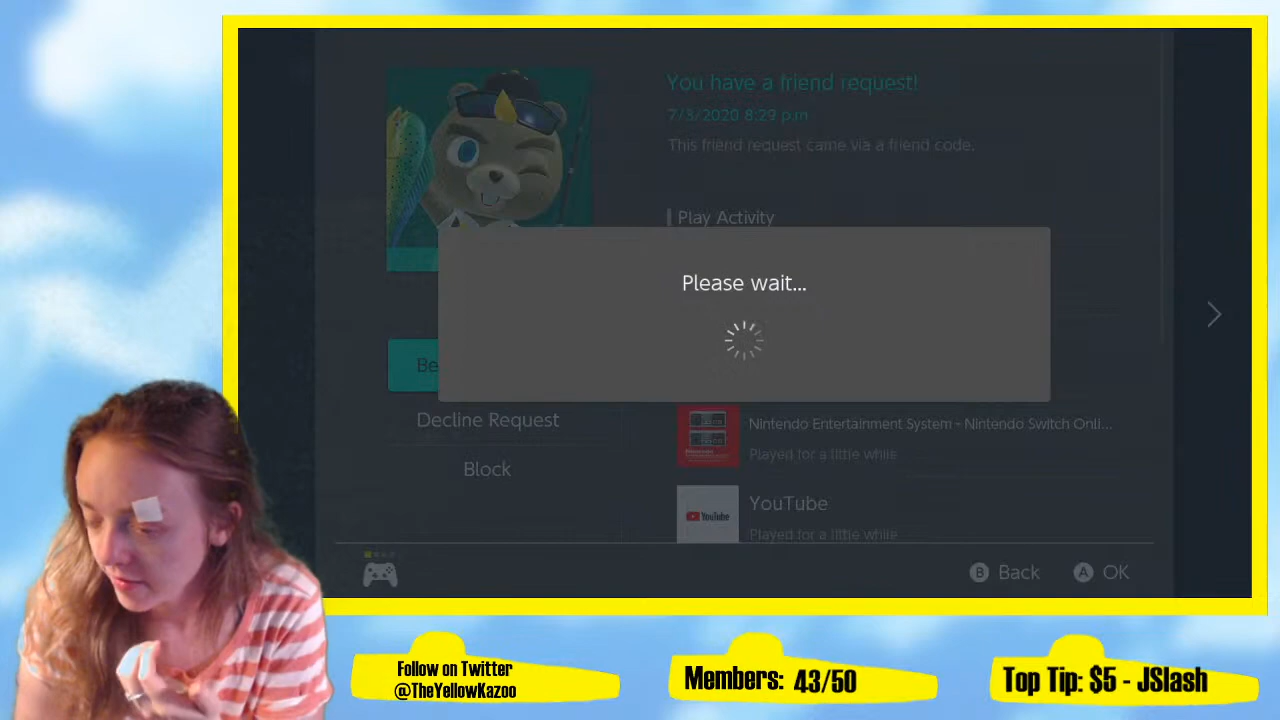 You have a friend request!
7/3/2020 8:29 p.m
This friend request came via a friend code.
Play Activity
Please wait...
Be
Decline Request
Block
Nintendo Entertainment System - Nintendo Switch Onli...
Played for a little while
YouTube
YouTube
Played for a little while
B Back
A OK
Follow on Twitter
@TheYellowKazoo
Members: 43/50
Top Tip: $5 - JSlash